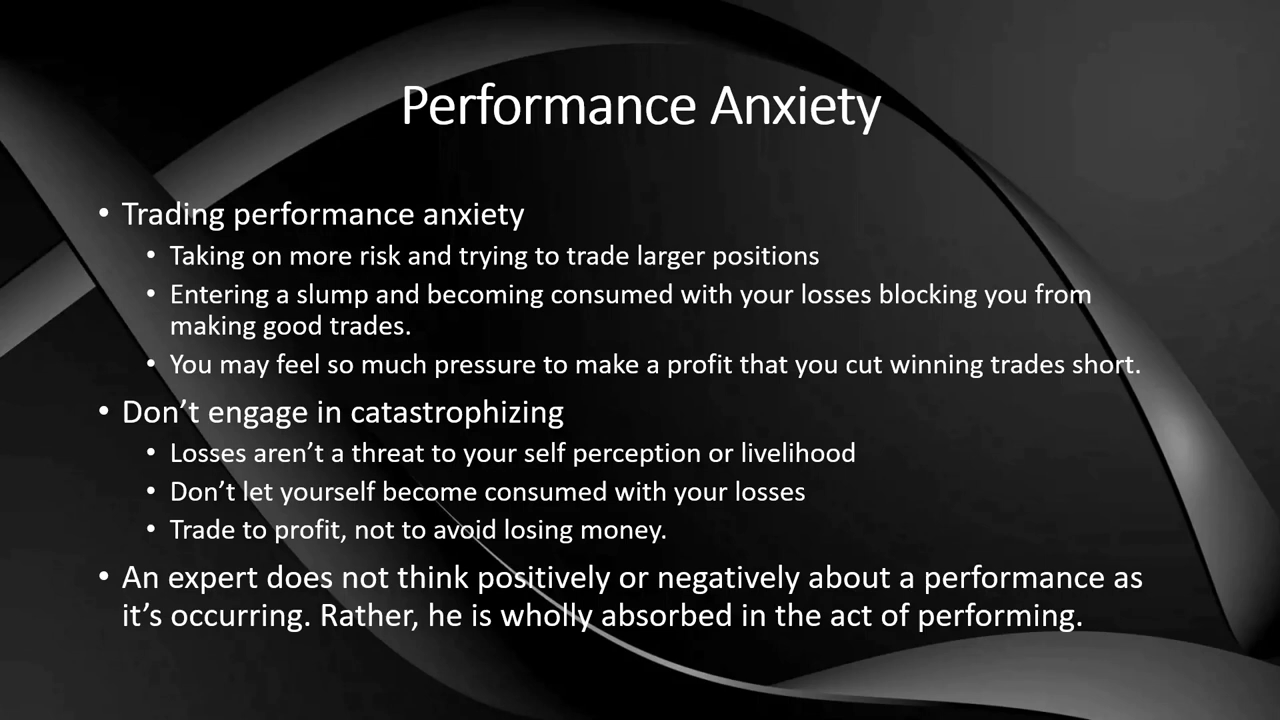 Performance Anxiety
• Trading performance anxiety
• Taking on more risk and trying to trade larger positions
• Entering a slump and becoming consumed with your losses blocking you from
making good trades.
• You may feel so much pressure to make a profit that you cut winning trades short.
• Don’t engage in catastrophizing
• Losses aren’t a threat to your self perception or livelihood
• Don’t let yourself become consumed with your losses
• Trade to profit, not to avoid losing money.
• An expert does not think positively or negatively about a performance as
it’s occurring. Rather, he is wholly absorbed in the act of performing.